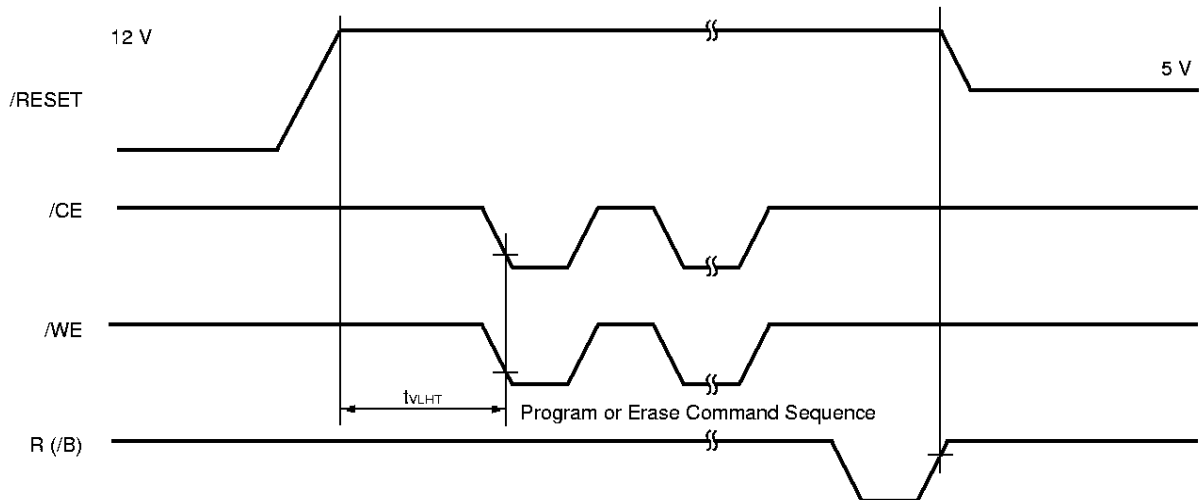 12 V
5 V
/RESET
/CE
/WE
tVLHT
Program or Erase Command Sequence
R (/B)